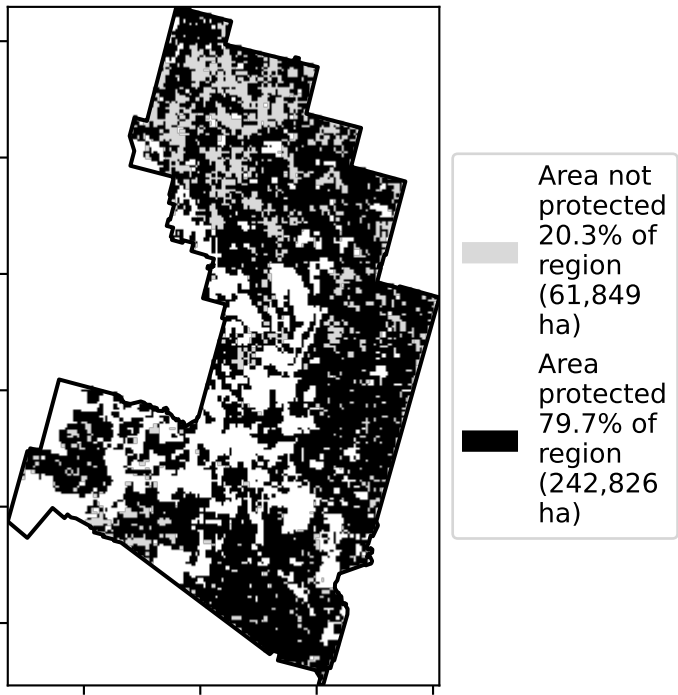 Area not
protected
20.3% of
region
(61,849
ha)
Area
protected
79.7% of
region
(242,826
ha)